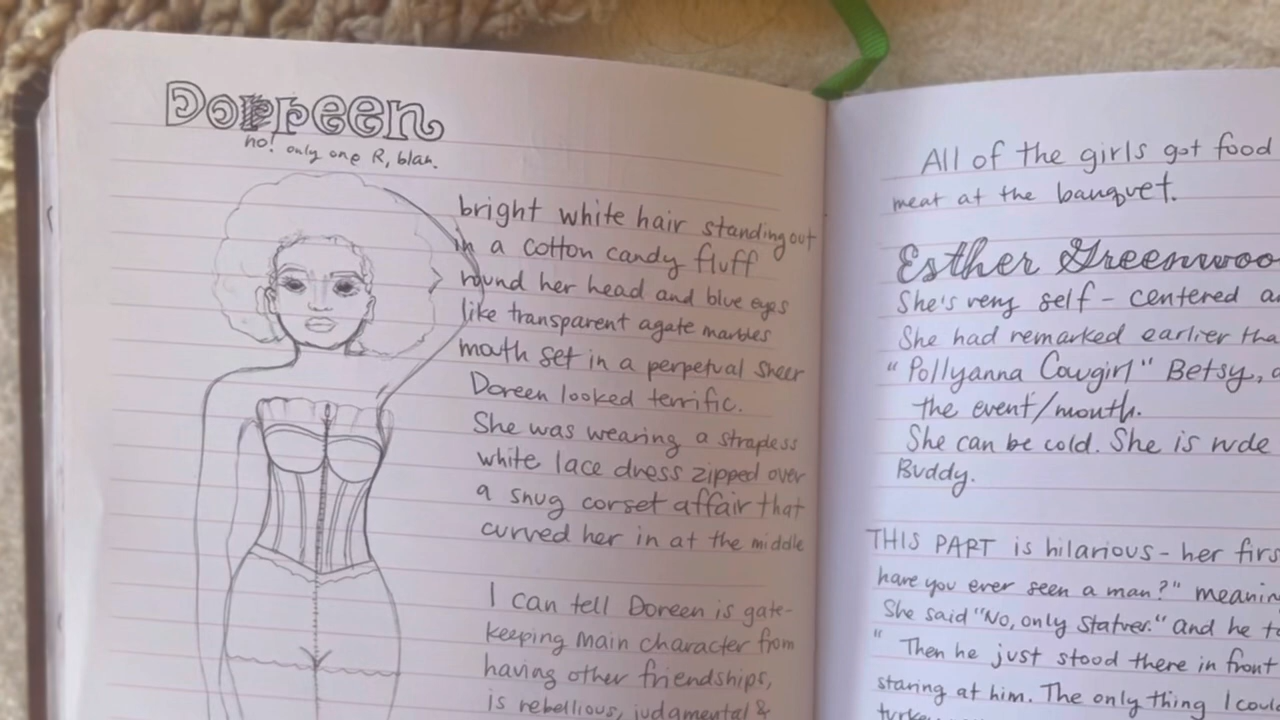 Dorreen
no! only one R, blah.
bright white hair standing out
in a cotton candy fluff
round her head and blue eyes
like transparent agate marbles
mouth set in a perpetual sneer
Doreen looked terrific.
She was wearing a strapless
white lace dress zipped over
a snug corset affair that
curved her in at the middle
I can tell Doreen is gate-
keeping main character from
having other friendships,
is rebellious, judgmental &
All of the girls got food
meat at the banquet.
Esther Greenwoo
She's very self - centered
She had remarked earlier tha
"Pollyanna Cowgirl" Betsy,
the event/mouth.
She can be cold. She is rude
Buddy.
THIS PART is hilarious - her firs
have you ever seen a man?" meanin
She said "No, only Statues." and he
" Then he just stood there in front
staring at him. The only thing I coul
turkey